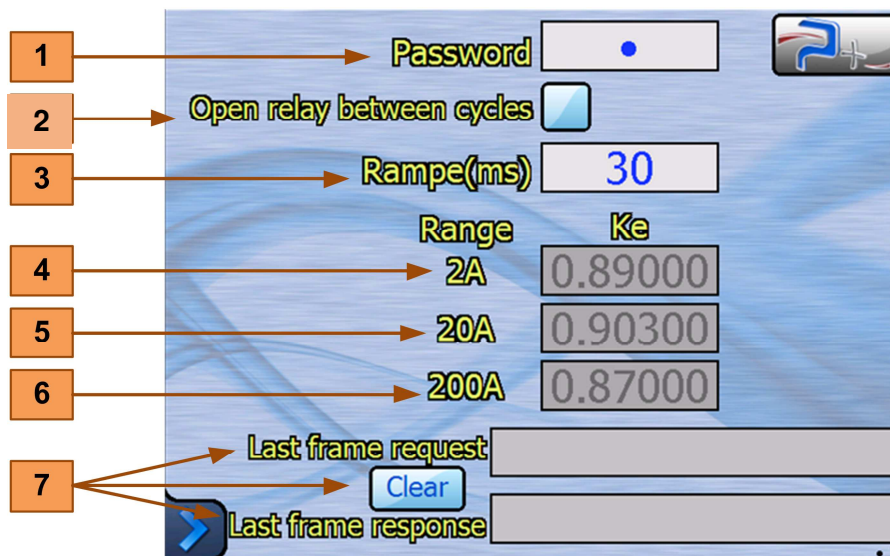 1 Password •
2 Open relay between cycles
3 Rampe(ms) 30
Range Ke
4 2A 0.89000
5 20A 0.90300
6 200A 0.87000
Last frame request
7 Clear
Last frame response